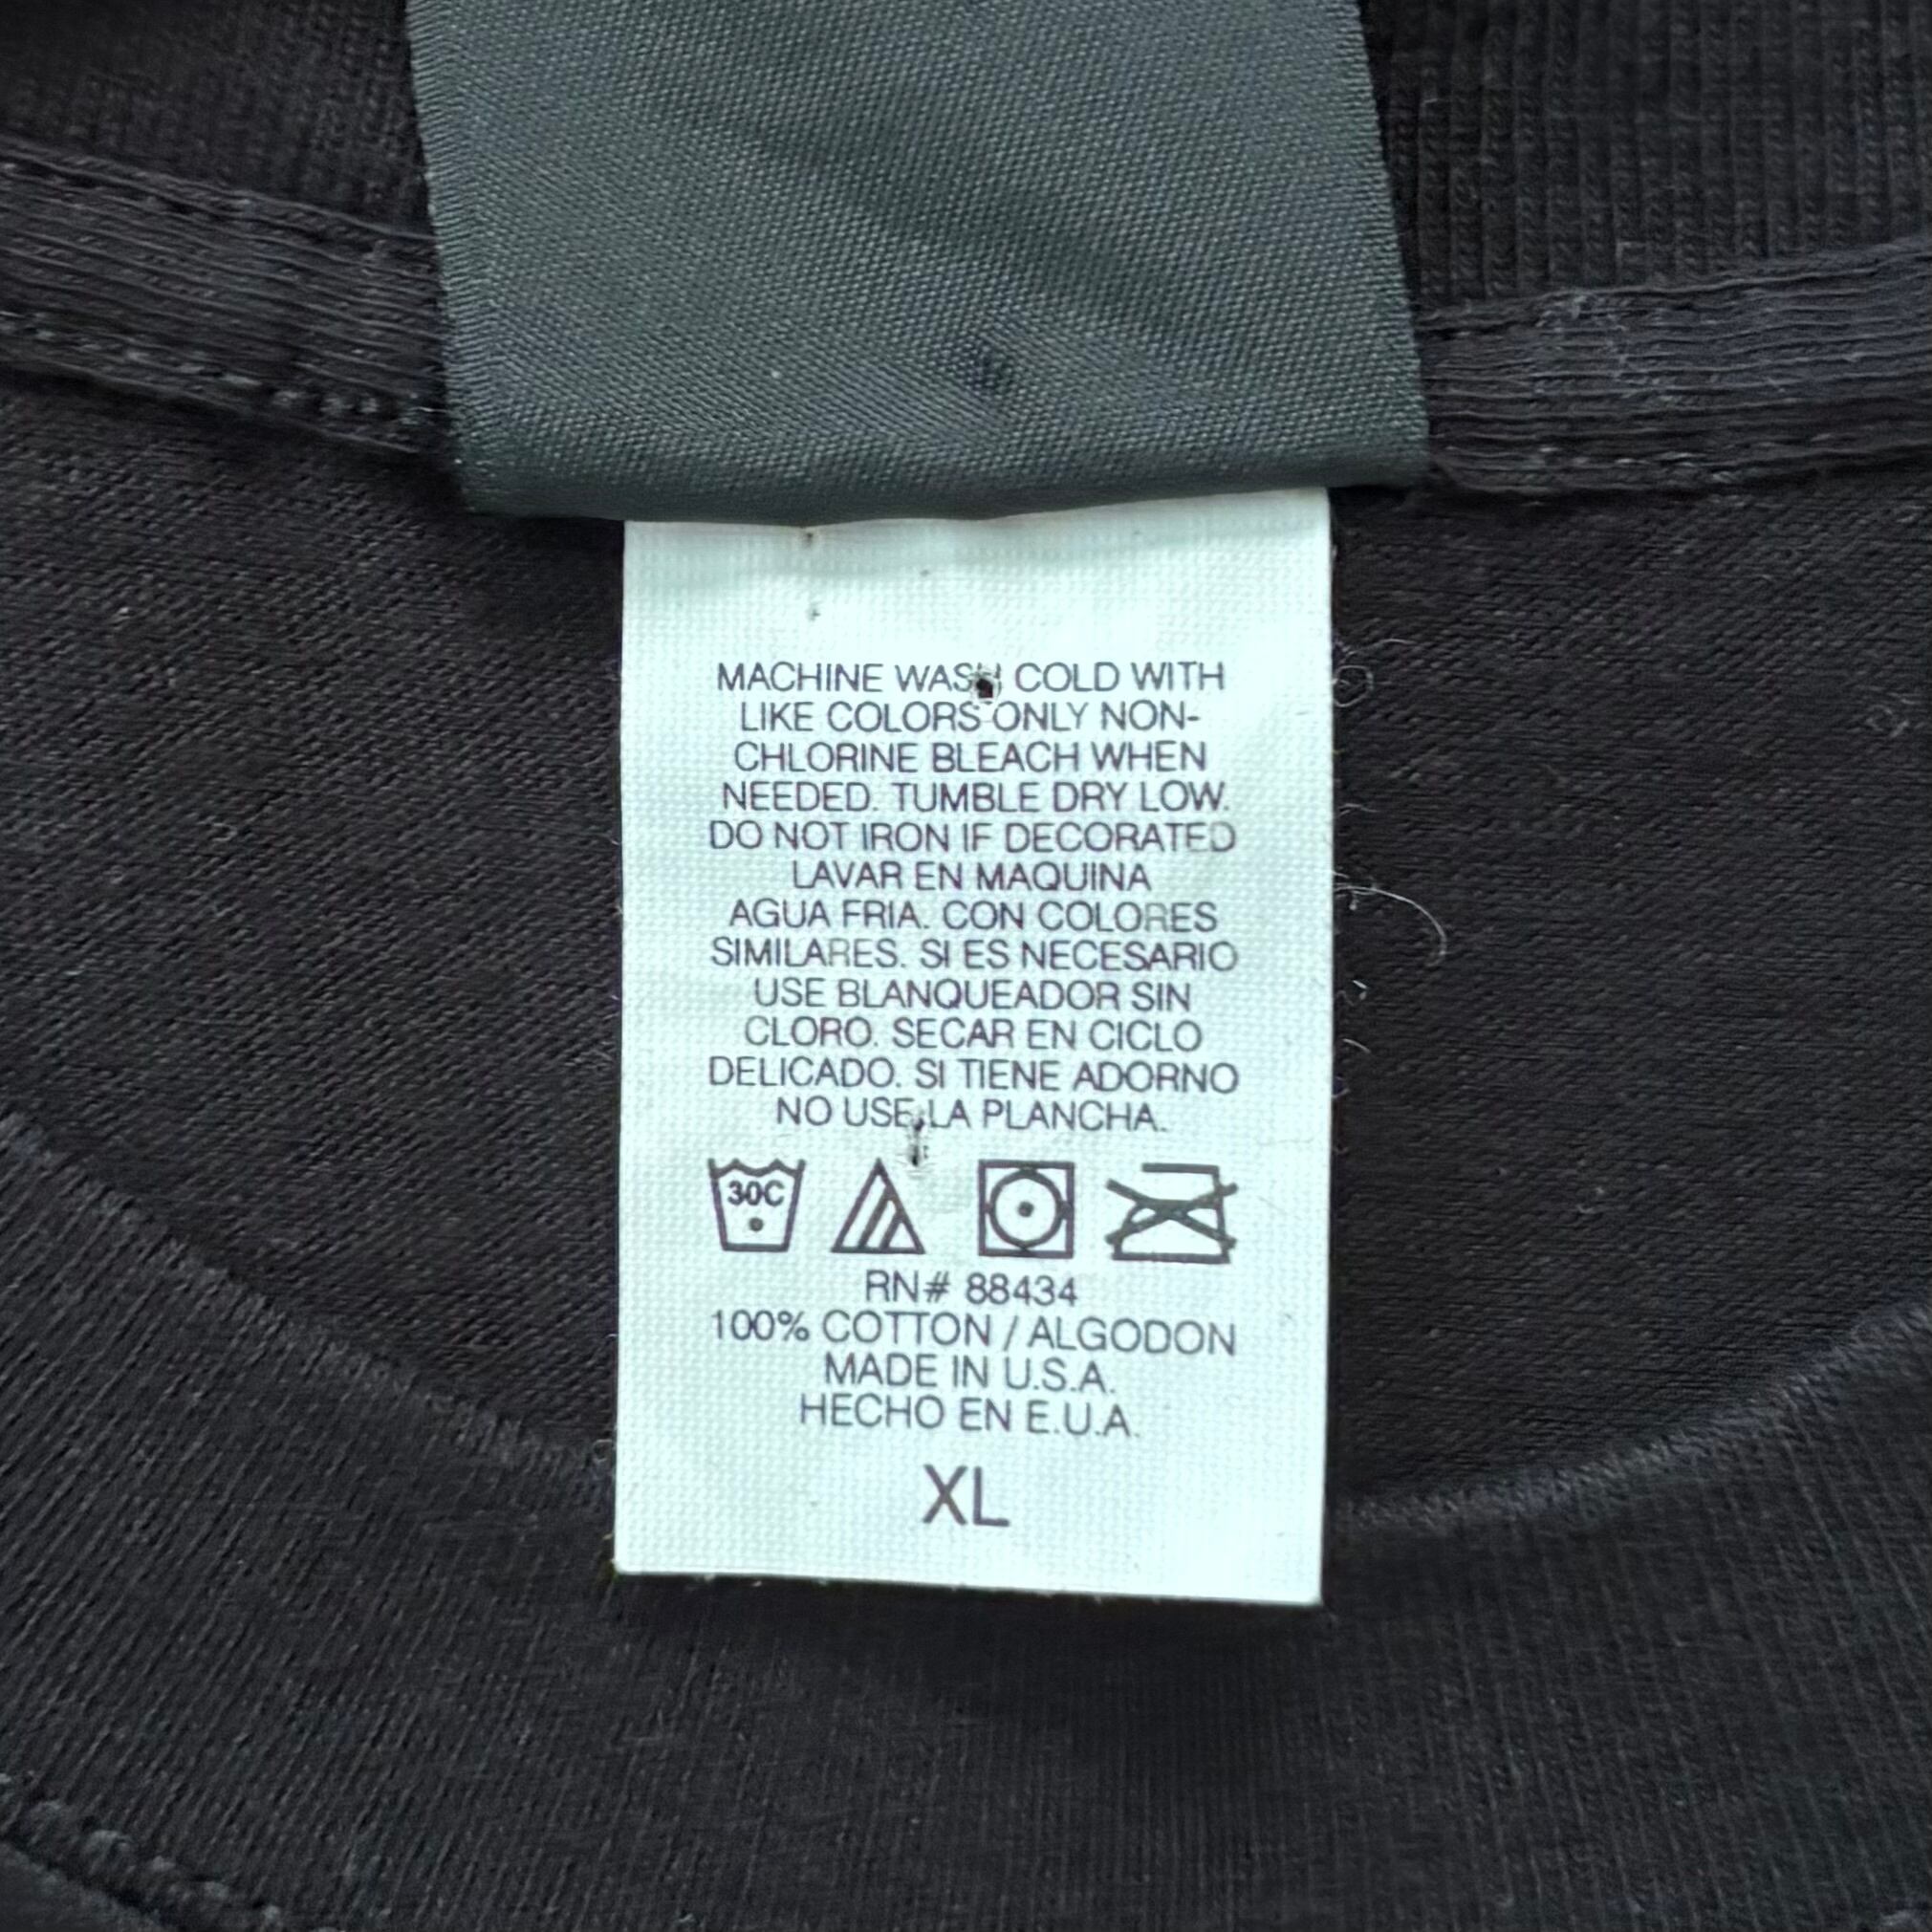 MACHINE WASH COLD WITH
LIKE COLORS ONLY NON-
CHLORINE BLEACH WHEN
NEEDED. TUMBLE DRY LOW.
DO NOT IRON IF DECORATED
LAVAR EN MAQUINA
AGUA FRIA. CON COLORES
SIMILARES. SI ES NECESARIO
USE BLANQUEADOR SIN
CLORO. SECAR EN CICLO
DELICADO. SI TIENE ADORNO
NO USE LA PLANCHA.
30C
RN# 88434
100% COTTON / ALGODON
MADE IN U.S.A.
HECHO EN E.U.A.
XL